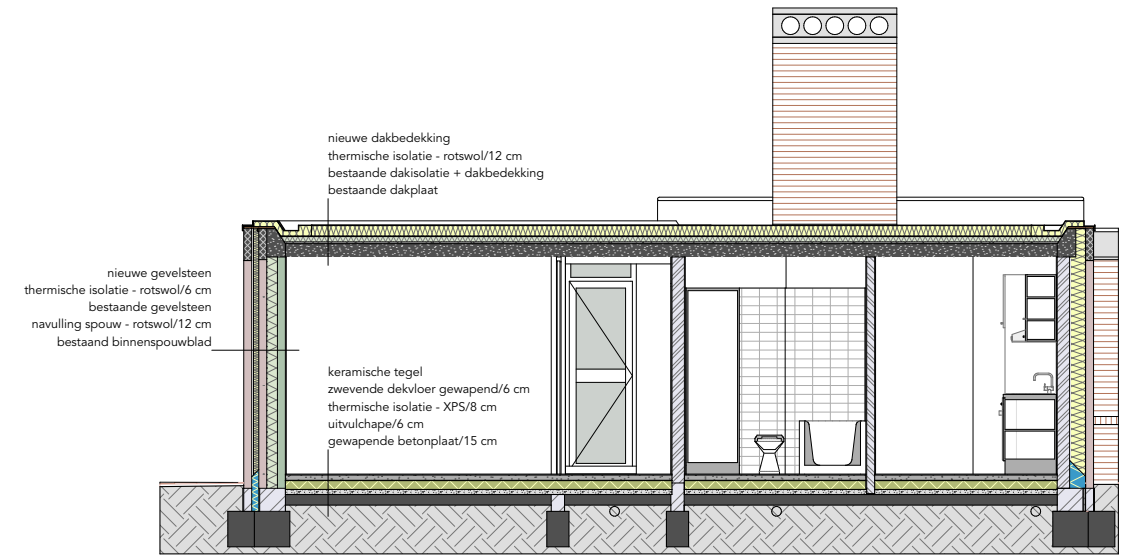 nieuwe dakbedekking
thermische isolatie - rotswol/12 cm
bestaande dakisolatie + dakbedekking
bestaande dakplaat
nieuwe gevelsteen
thermische isolatie - rotswol/6 cm
bestaande gevelsteen
navulling spouw - rotswol/12 cm
bestaand binnenspouwblad
keramische tegel
zwevende dekvloer gewapend/6 cm
thermische isolatie - XPS/8 cm
uitvulchape/6 cm
gewapende betonplaat/15 cm